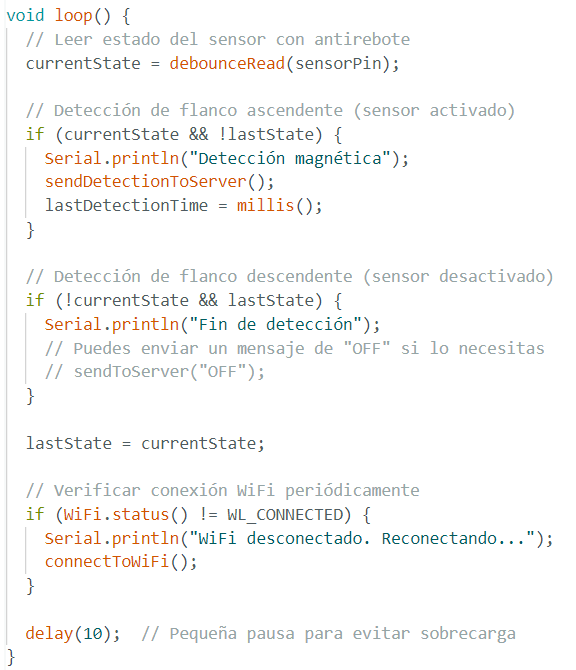 void loop() {
  // Leer estado del sensor con antirebote
  currentState = debounceRead(sensorPin);

  // Detección de flanco ascendente (sensor activado)
  if (currentState && !lastState) {
    Serial.println("Detección magnética");
    sendDetectionToServer();
    lastDetectionTime = millis();
  }

  // Detección de flanco descendente (sensor desactivado)
  if (!currentState && lastState) {
    Serial.println("Fin de detección");
    // Puedes enviar un mensaje de "OFF" si lo necesitas
    // sendToServer("OFF");
  }

  lastState = currentState;

  // Verificar conexión WiFi periódicamente
  if (WiFi.status() != WL_CONNECTED) {
    Serial.println("WiFi desconectado. Reconectando...");
    connectToWiFi();
  }

  delay(10);  // Pequeña pausa para evitar sobrecarga
}